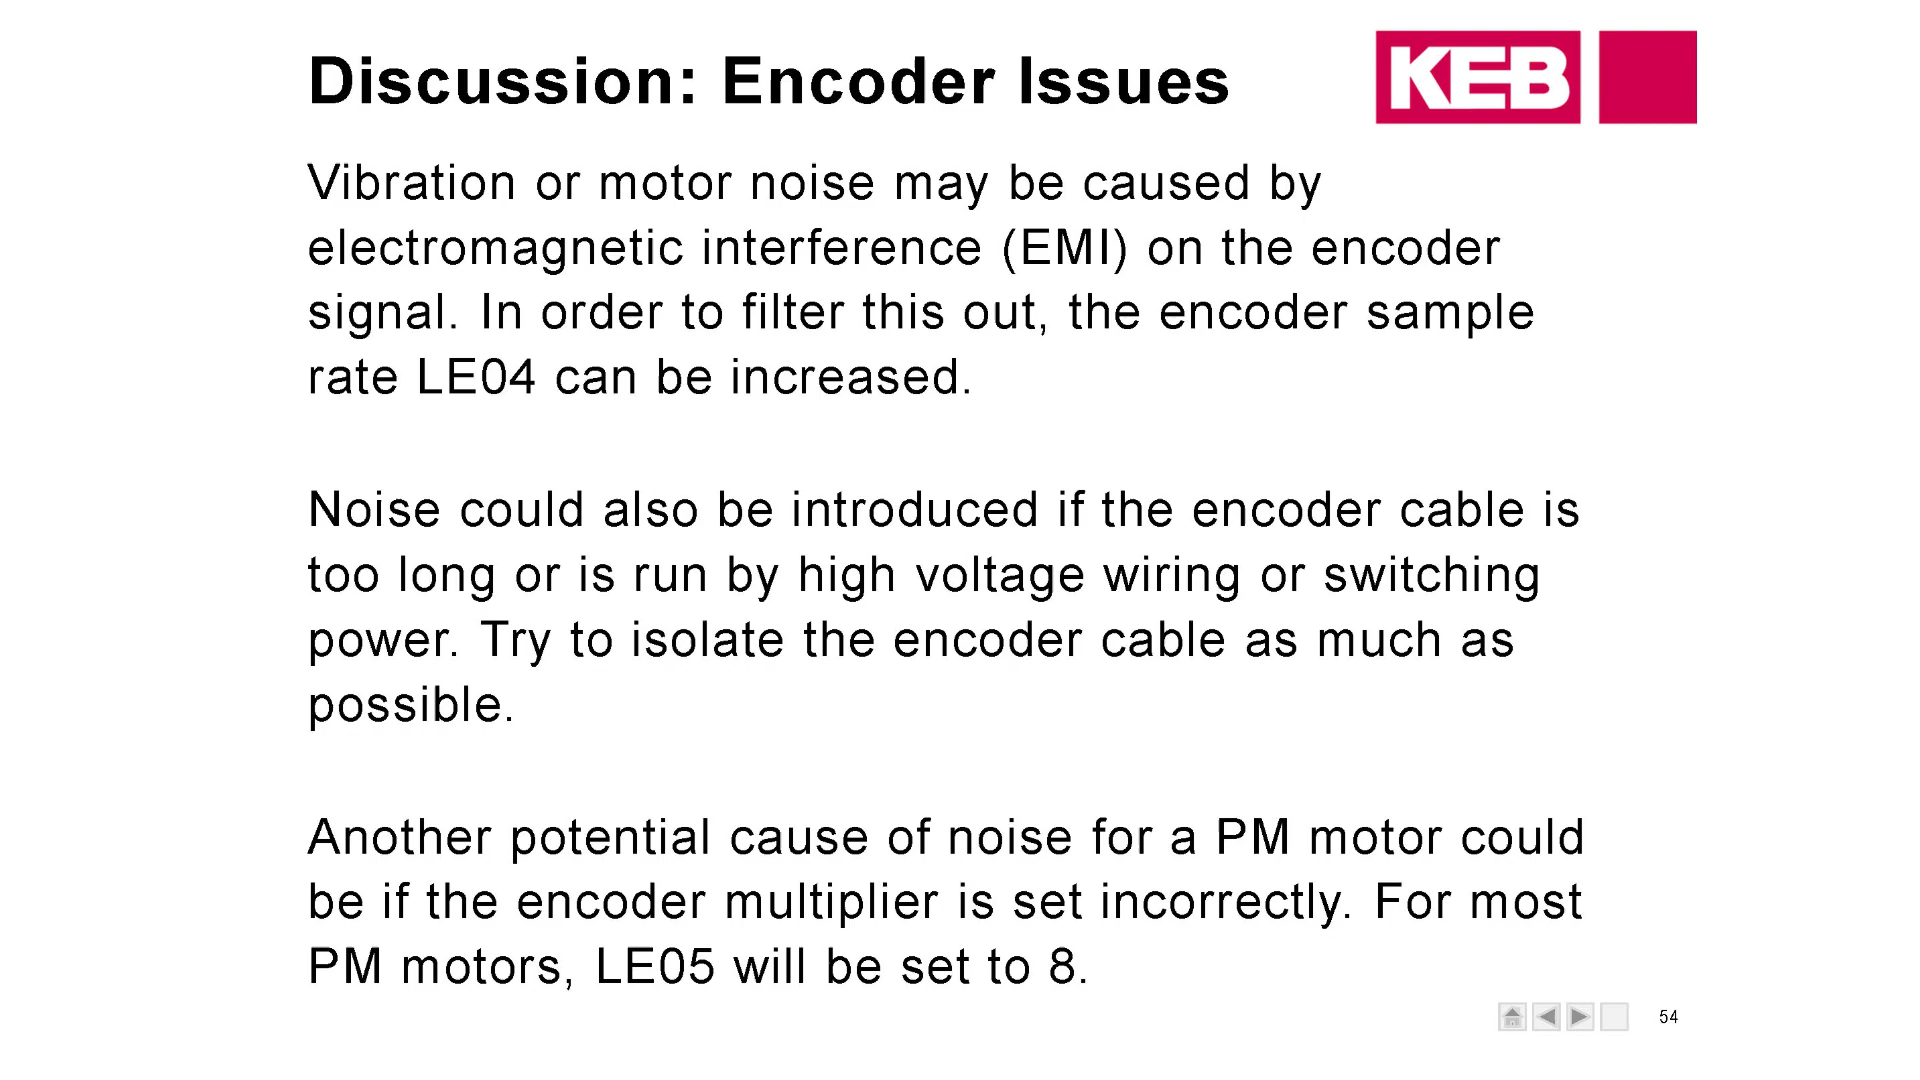 Discussion: Encoder Issues
KEB
Vibration or motor noise may be caused by
electromagnetic interference (EMI) on the encoder
signal. In order to filter this out, the encoder sample
rate LE04 can be increased.
Noise could also be introduced if the encoder cable is
too long or is run by high voltage wiring or switching
power. Try to isolate the encoder cable as much as
possible.
Another potential cause of noise for a PM motor could
be if the encoder multiplier is set incorrectly. For most
PM motors, LE05 will be set to 8.
54